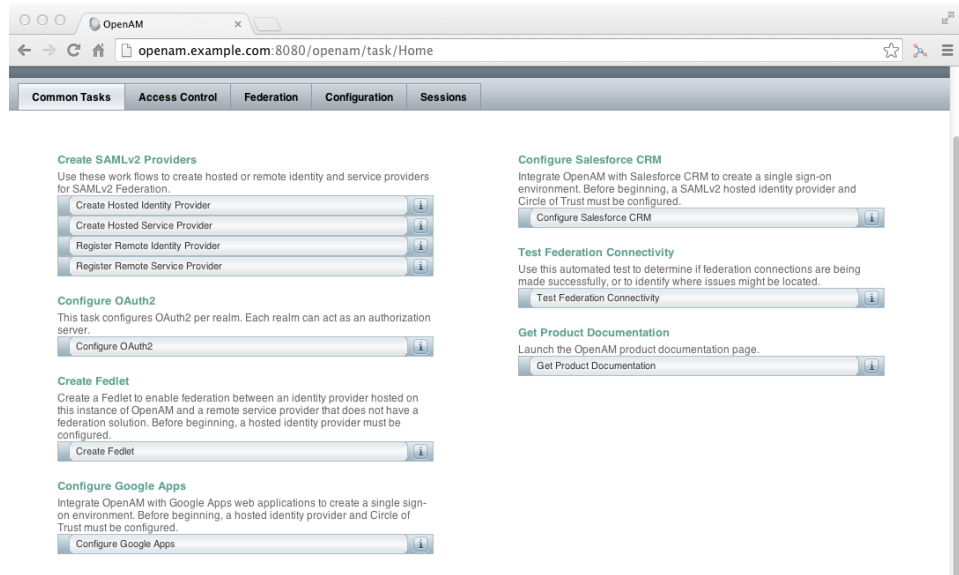 OpenAM
openam.example.com:8080/openam/task/Home
Common Tasks Access Control Federation Configuration Sessions
Create SAMLv2 Providers
Use these work flows to create hosted or remote identity and service providers
for SAMLv2 Federation.
Create Hosted Identity Provider
Create Hosted Service Provider
Register Remote Identity Provider
Register Remote Service Provider
Configure OAuth2
This task configures OAuth2 per realm. Each realm can act as an authorization
server.
Configure OAuth2
Create Fedlet
Create a Fedlet to enable federation between an identity provider hosted on
this instance of OpenAM and a remote service provider that does not have a
federation solution. Before beginning, a hosted identity provider must be
configured.
Create Fedlet
Configure Google Apps
Integrate OpenAM with Google Apps web applications to create a single sign-
on environment. Before beginning, a hosted identity provider and Circle of
Trust must be configured.
Configure Google Apps
Configure Salesforce CRM
Integrate OpenAM with Salesforce CRM to create a single sign-on
environment. Before beginning, a SAMLv2 hosted identity provider and
Circle of Trust must be configured.
Configure Salesforce CRM
Test Federation Connectivity
Use this automated test to determine if federation connections are being
made successfully, or to identify where issues might be located.
Test Federation Connectivity
Get Product Documentation
Launch the OpenAM product documentation page.
Get Product Documentation